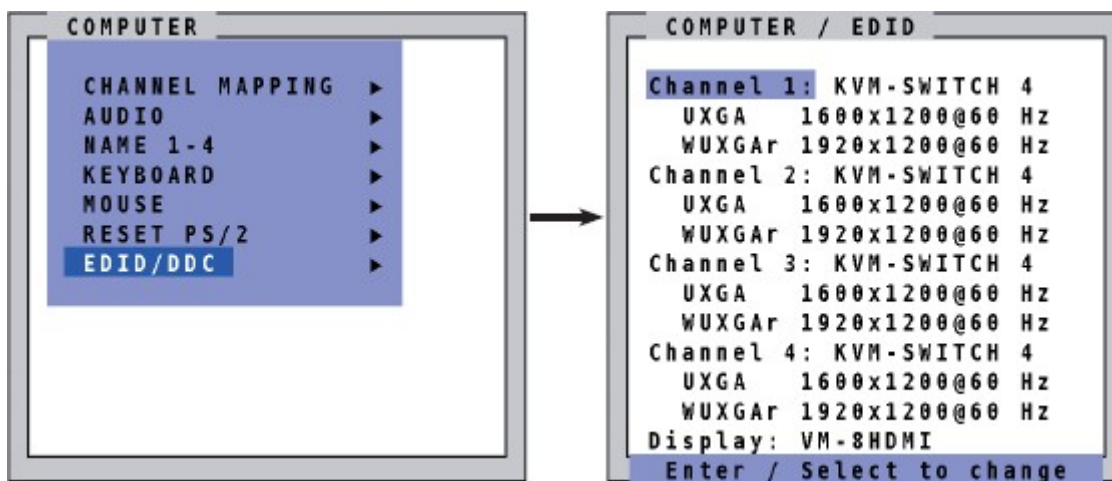 COMPUTER
CHANNEL MAPPING ▶
AUDIO ▶
NAME 1-4 ▶
KEYBOARD ▶
MOUSE ▶
RESET PS/2 ▶
EDID/DDC ▶
COMPUTER / EDID
Channel 1: KVM-SWITCH 4
UXGA 1600x1200@60 Hz
WUXGAr 1920x1200@60 Hz
Channel 2: KVM-SWITCH 4
UXGA 1600x1200@60 Hz
WUXGAr 1920x1200@60 Hz
Channel 3: KVM-SWITCH 4
UXGA 1600x1200@60 Hz
WUXGAr 1920x1200@60 Hz
Channel 4: KVM-SWITCH 4
UXGA 1600x1200@60 Hz
WUXGAr 1920x1200@60 Hz
Display: VM-8HDMI
Enter / Select to change